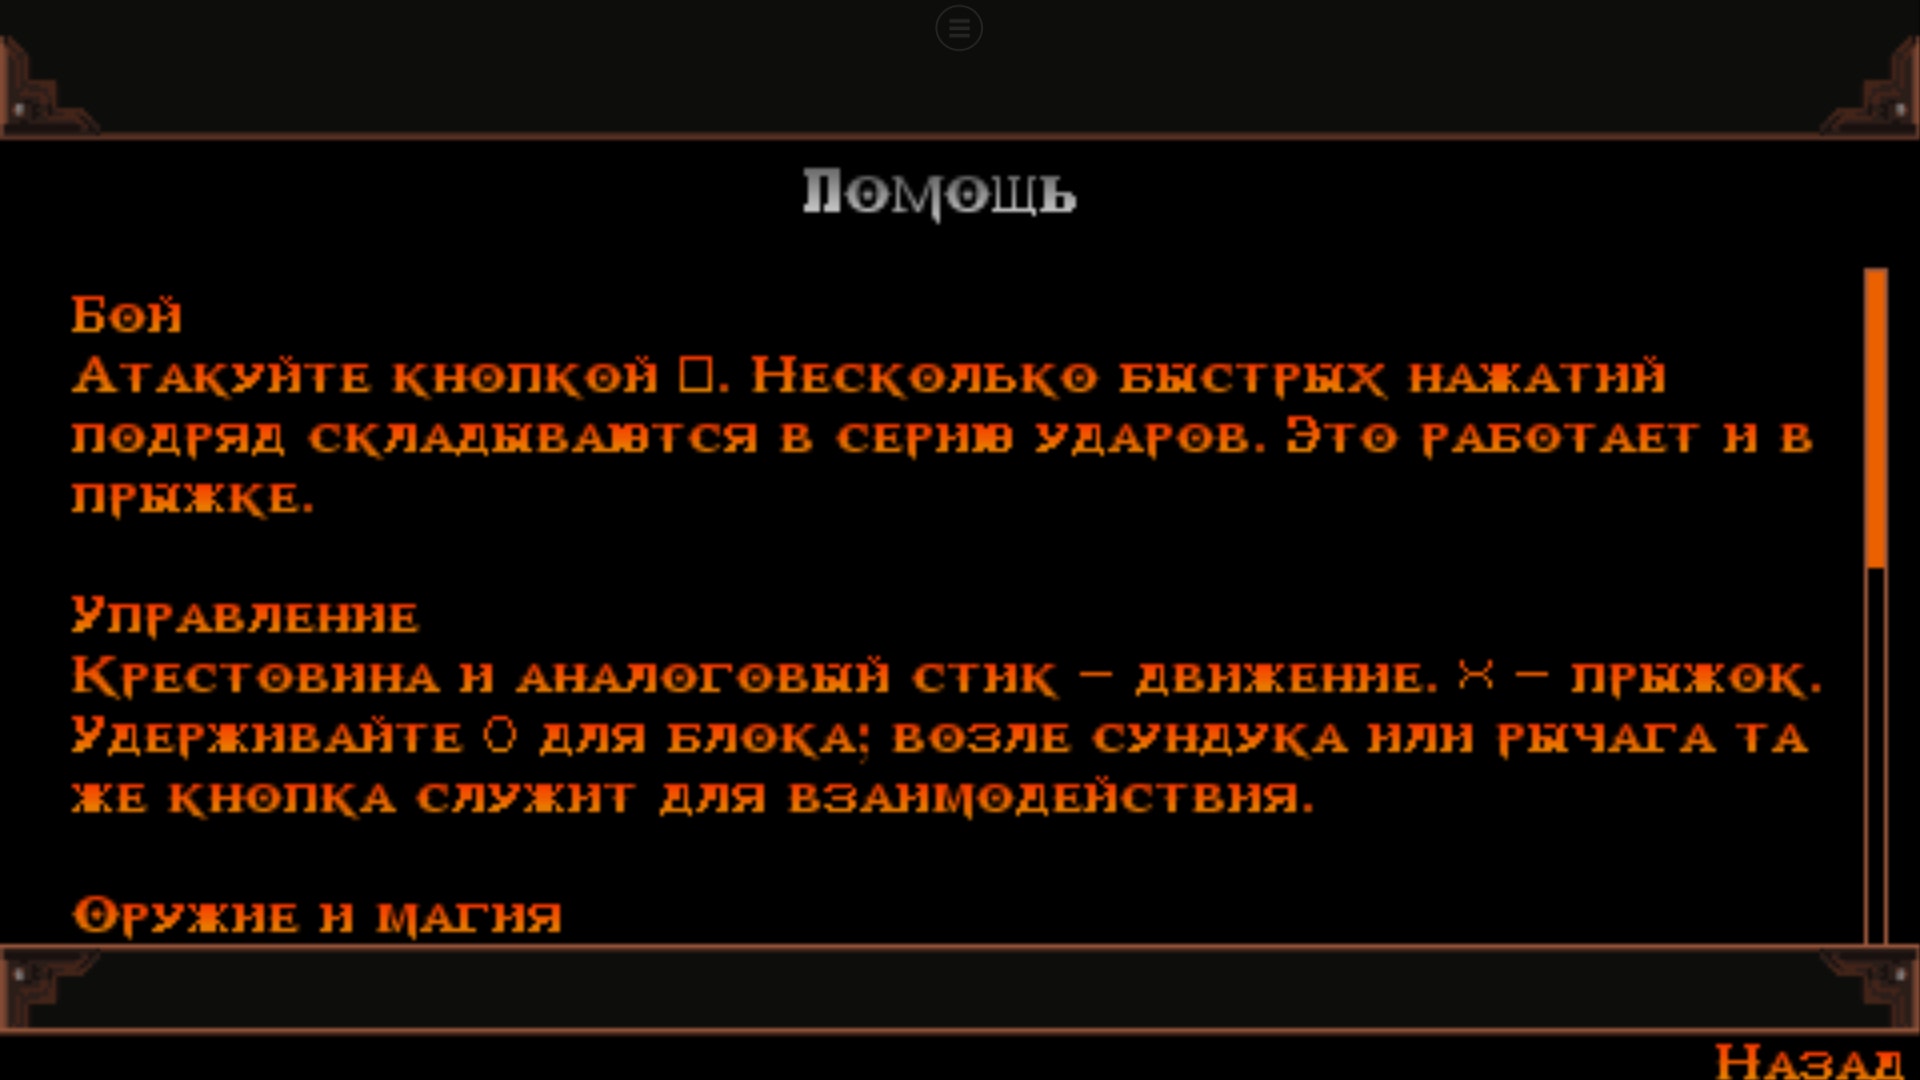 Помощь
Бой
Атакуйте кнопкой □. Несколько быстрых нажатий
подряд складываются в серию ударов. Это работает и в
прыжке.
Управление
Крестовина и аналоговый стик – движение. × – прыжок.
Удерживайте ○ для блока; возле сундука или рычага та
же кнопка служит для взаимодействия.
Оружие и магия
Назад